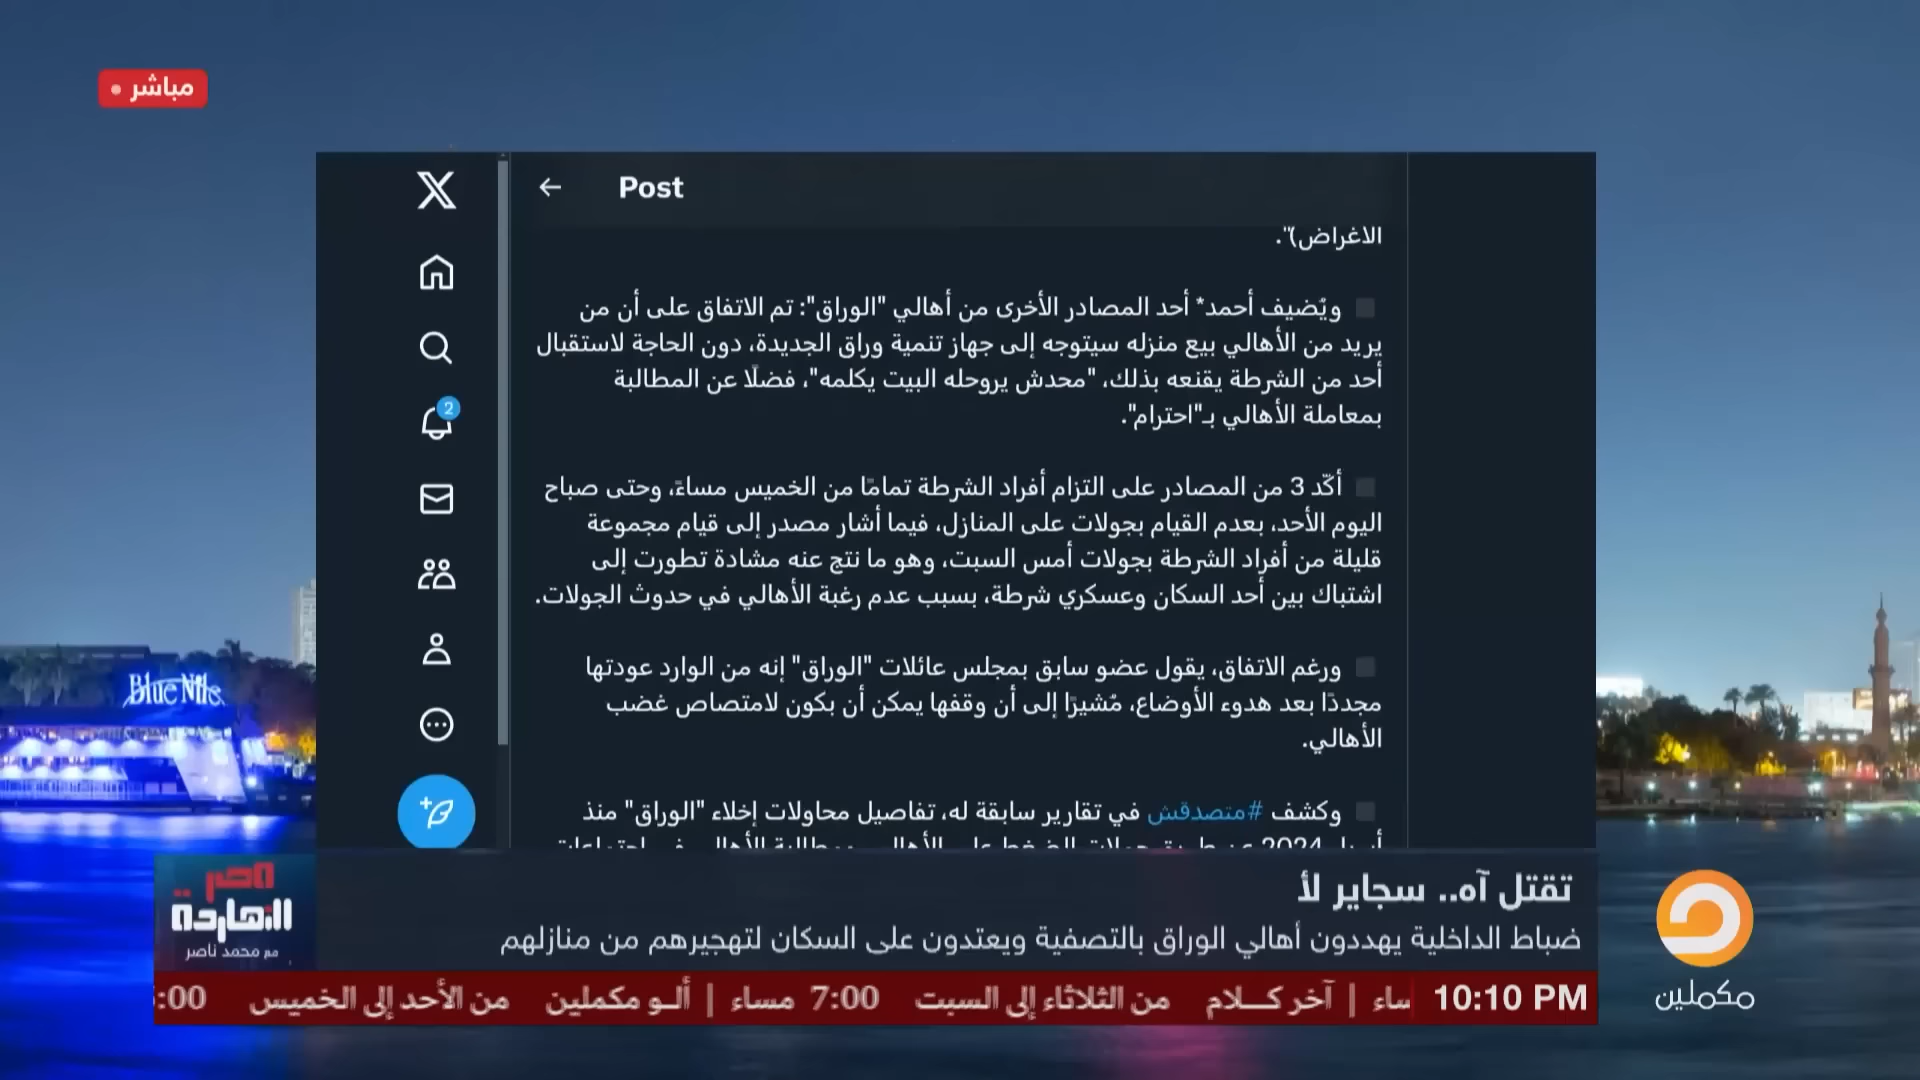 مباشر
Post
الاغراض)".
ويُضيف أحمد* أحد المصادر الأخرى من أهالي "الوراق": تم الاتفاق على أن من
يريد من الأهالي بيع منزله سيتوجه إلى جهاز تنمية وراق الجديدة، دون الحاجة لاستقبال
أحد من الشرطة يقنعه بذلك، "محدش يروحله البيت يكلمه"، فضلًا عن المطالبة
بمعاملة الأهالي بـ"احترام".
أكّد 3 من المصادر على التزام أفراد الشرطة تمامًا من الخميس مساءً، وحتى صباح
اليوم الأحد، بعدم القيام بجولات على المنازل، فيما أشار مصدر إلى قيام مجموعة
قليلة من أفراد الشرطة بجولات أمس السبت، وهو ما نتج عنه مشادة تطورت إلى
اشتباك بين أحد السكان وعسكري شرطة، بسبب عدم رغبة الأهالي في حدوث الجولات.
ورغم الاتفاق، يقول عضو سابق بمجلس عائلات "الوراق" إنه من الوارد عودتها
مجددًا بعد هدوء الأوضاع، مُشيرًا إلى أن وقفها يمكن أن يكون لامتصاص غضب
الأهالي.
وكشف #متصدقش في تقارير سابقة له، تفاصيل محاولات إخلاء "الوراق" منذ
2
Blue Nile
تقتل آه.. سجاير لأ
ضباط الداخلية يهددون أهالي الوراق بالتصفية ويعتدون على السكان لتهجيرهم من منازلهم
مصر
النهاردة
مع محمد ناصر
10:10 PM
ساء | آخر كـــلام من الثلاثاء إلى السبت 7:00 مساء | ألــو مكملين من الأحد إلى الخميس :00
مكملين